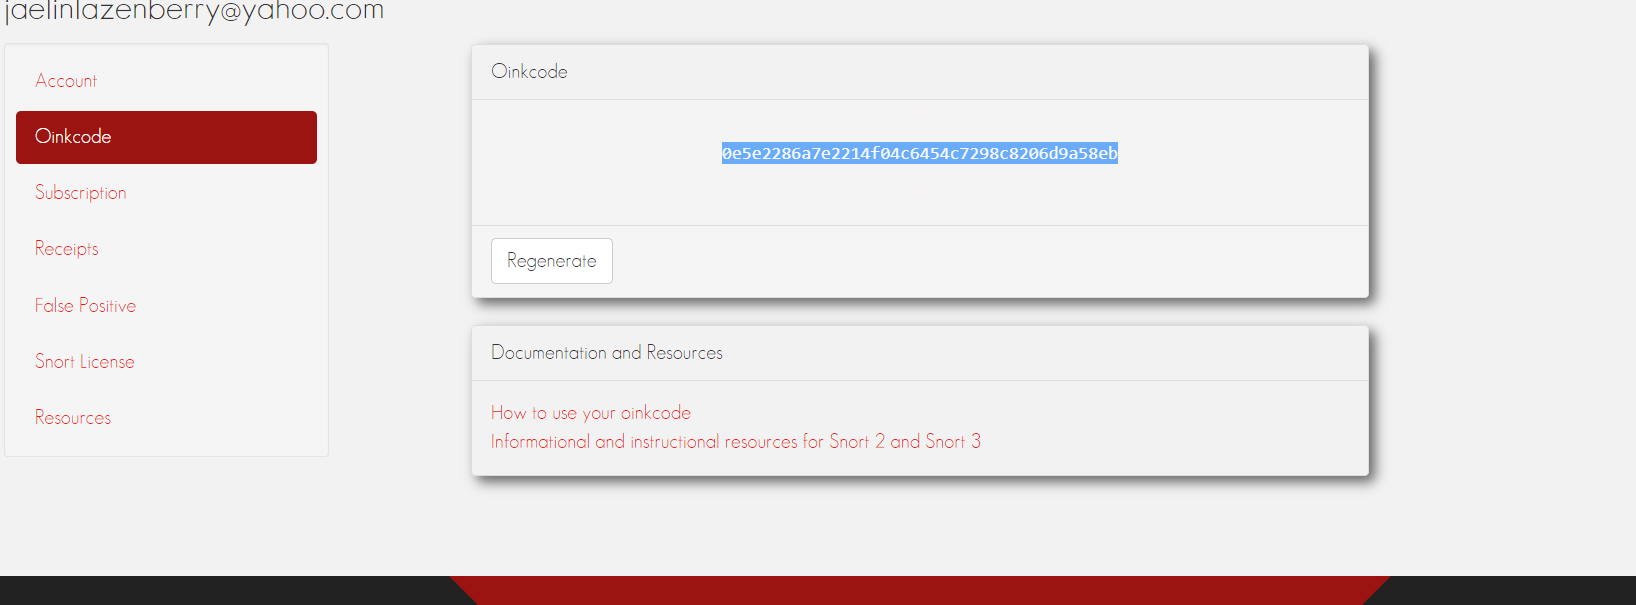 jaelinlazenberry@yahoo.com
Account
Oinkcode
Subscription
Receipts
False Positive
Snort License
Resources
Oinkcode
0e5e2286a7e2214f04c6454c7298c8206d9a58eb
Regenerate
Documentation and Resources
How to use your oinkcode
Informational and instructional resources for Snort 2 and Snort 3